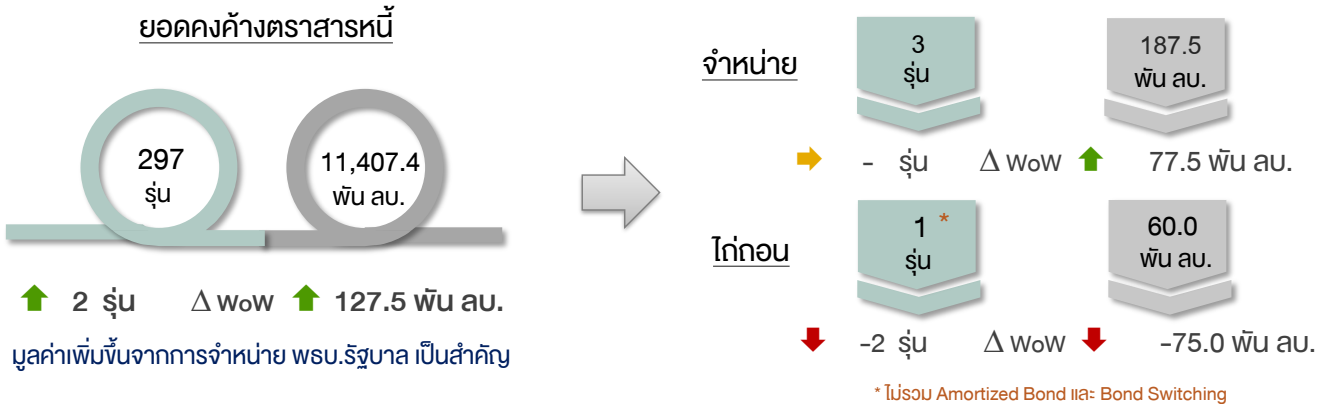 ยอดคงค้างตราสารหนี้
297
รุ่น
11,407.4
พัน ลบ.
2 รุ่น Δ WoW 127.5 พัน ลบ.
มูลค่าเพิ่มขึ้นจากการจำหน่าย พธบ.รัฐบาล เป็นสำคัญ
จำหน่าย
3
รุ่น
187.5
พัน ลบ.
- รุ่น Δ WoW 77.5 พัน ลบ.
ไถ่ถอน
1 *
รุ่น
60.0
พัน ลบ.
-2 รุ่น Δ WoW -75.0 พัน ลบ.
* ไม่รวม Amortized Bond และ Bond Switching